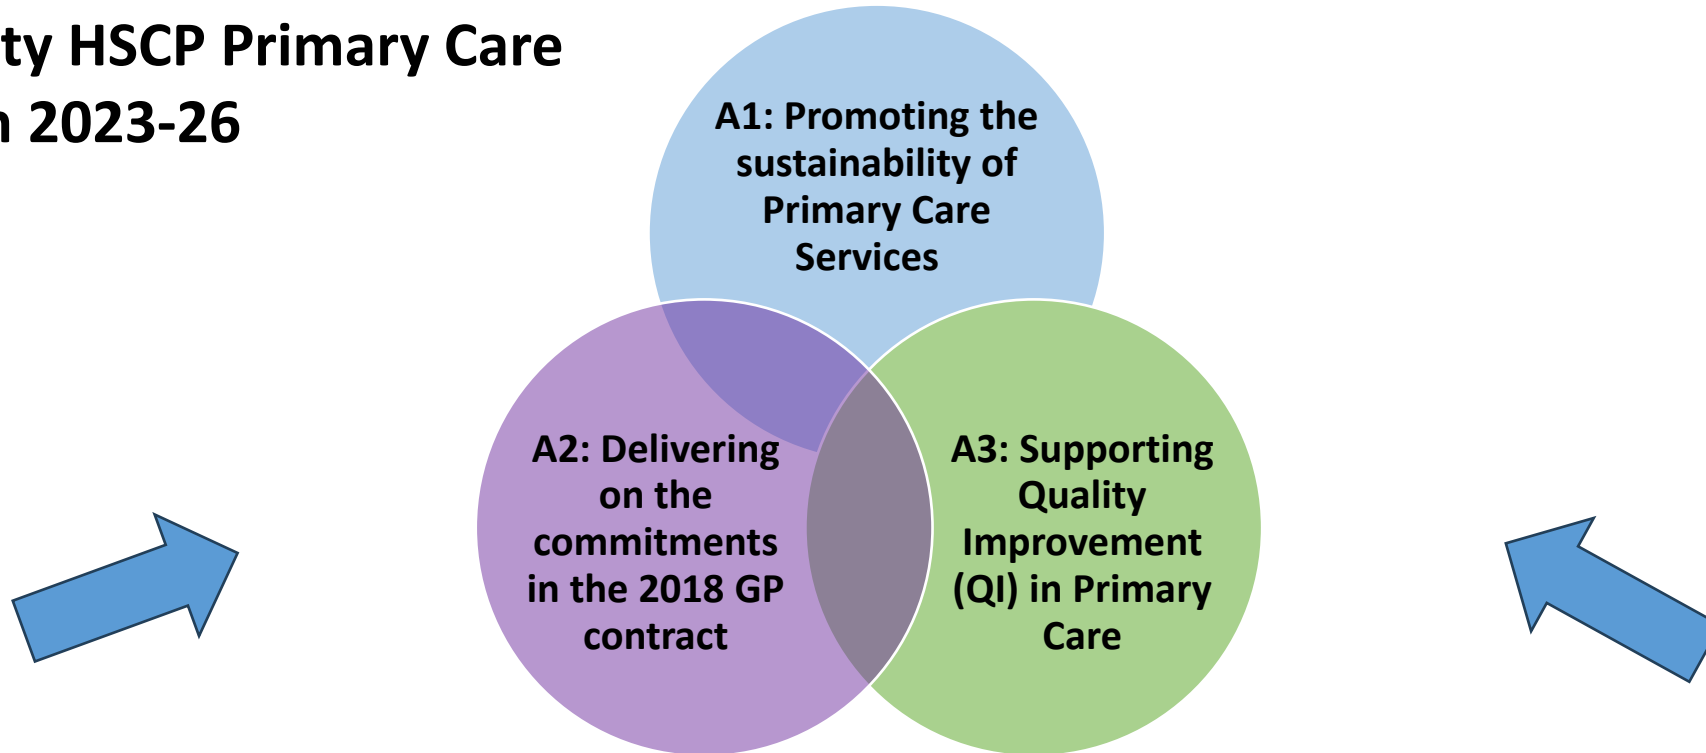 ty HSCP Primary Care
n 2023-26
A1: Promoting the
sustainability of
Primary Care
Services
A2: Delivering
on the
commitments
in the 2018 GP
contract
A3: Supporting
Quality
Improvement
(QI) in Primary
Care